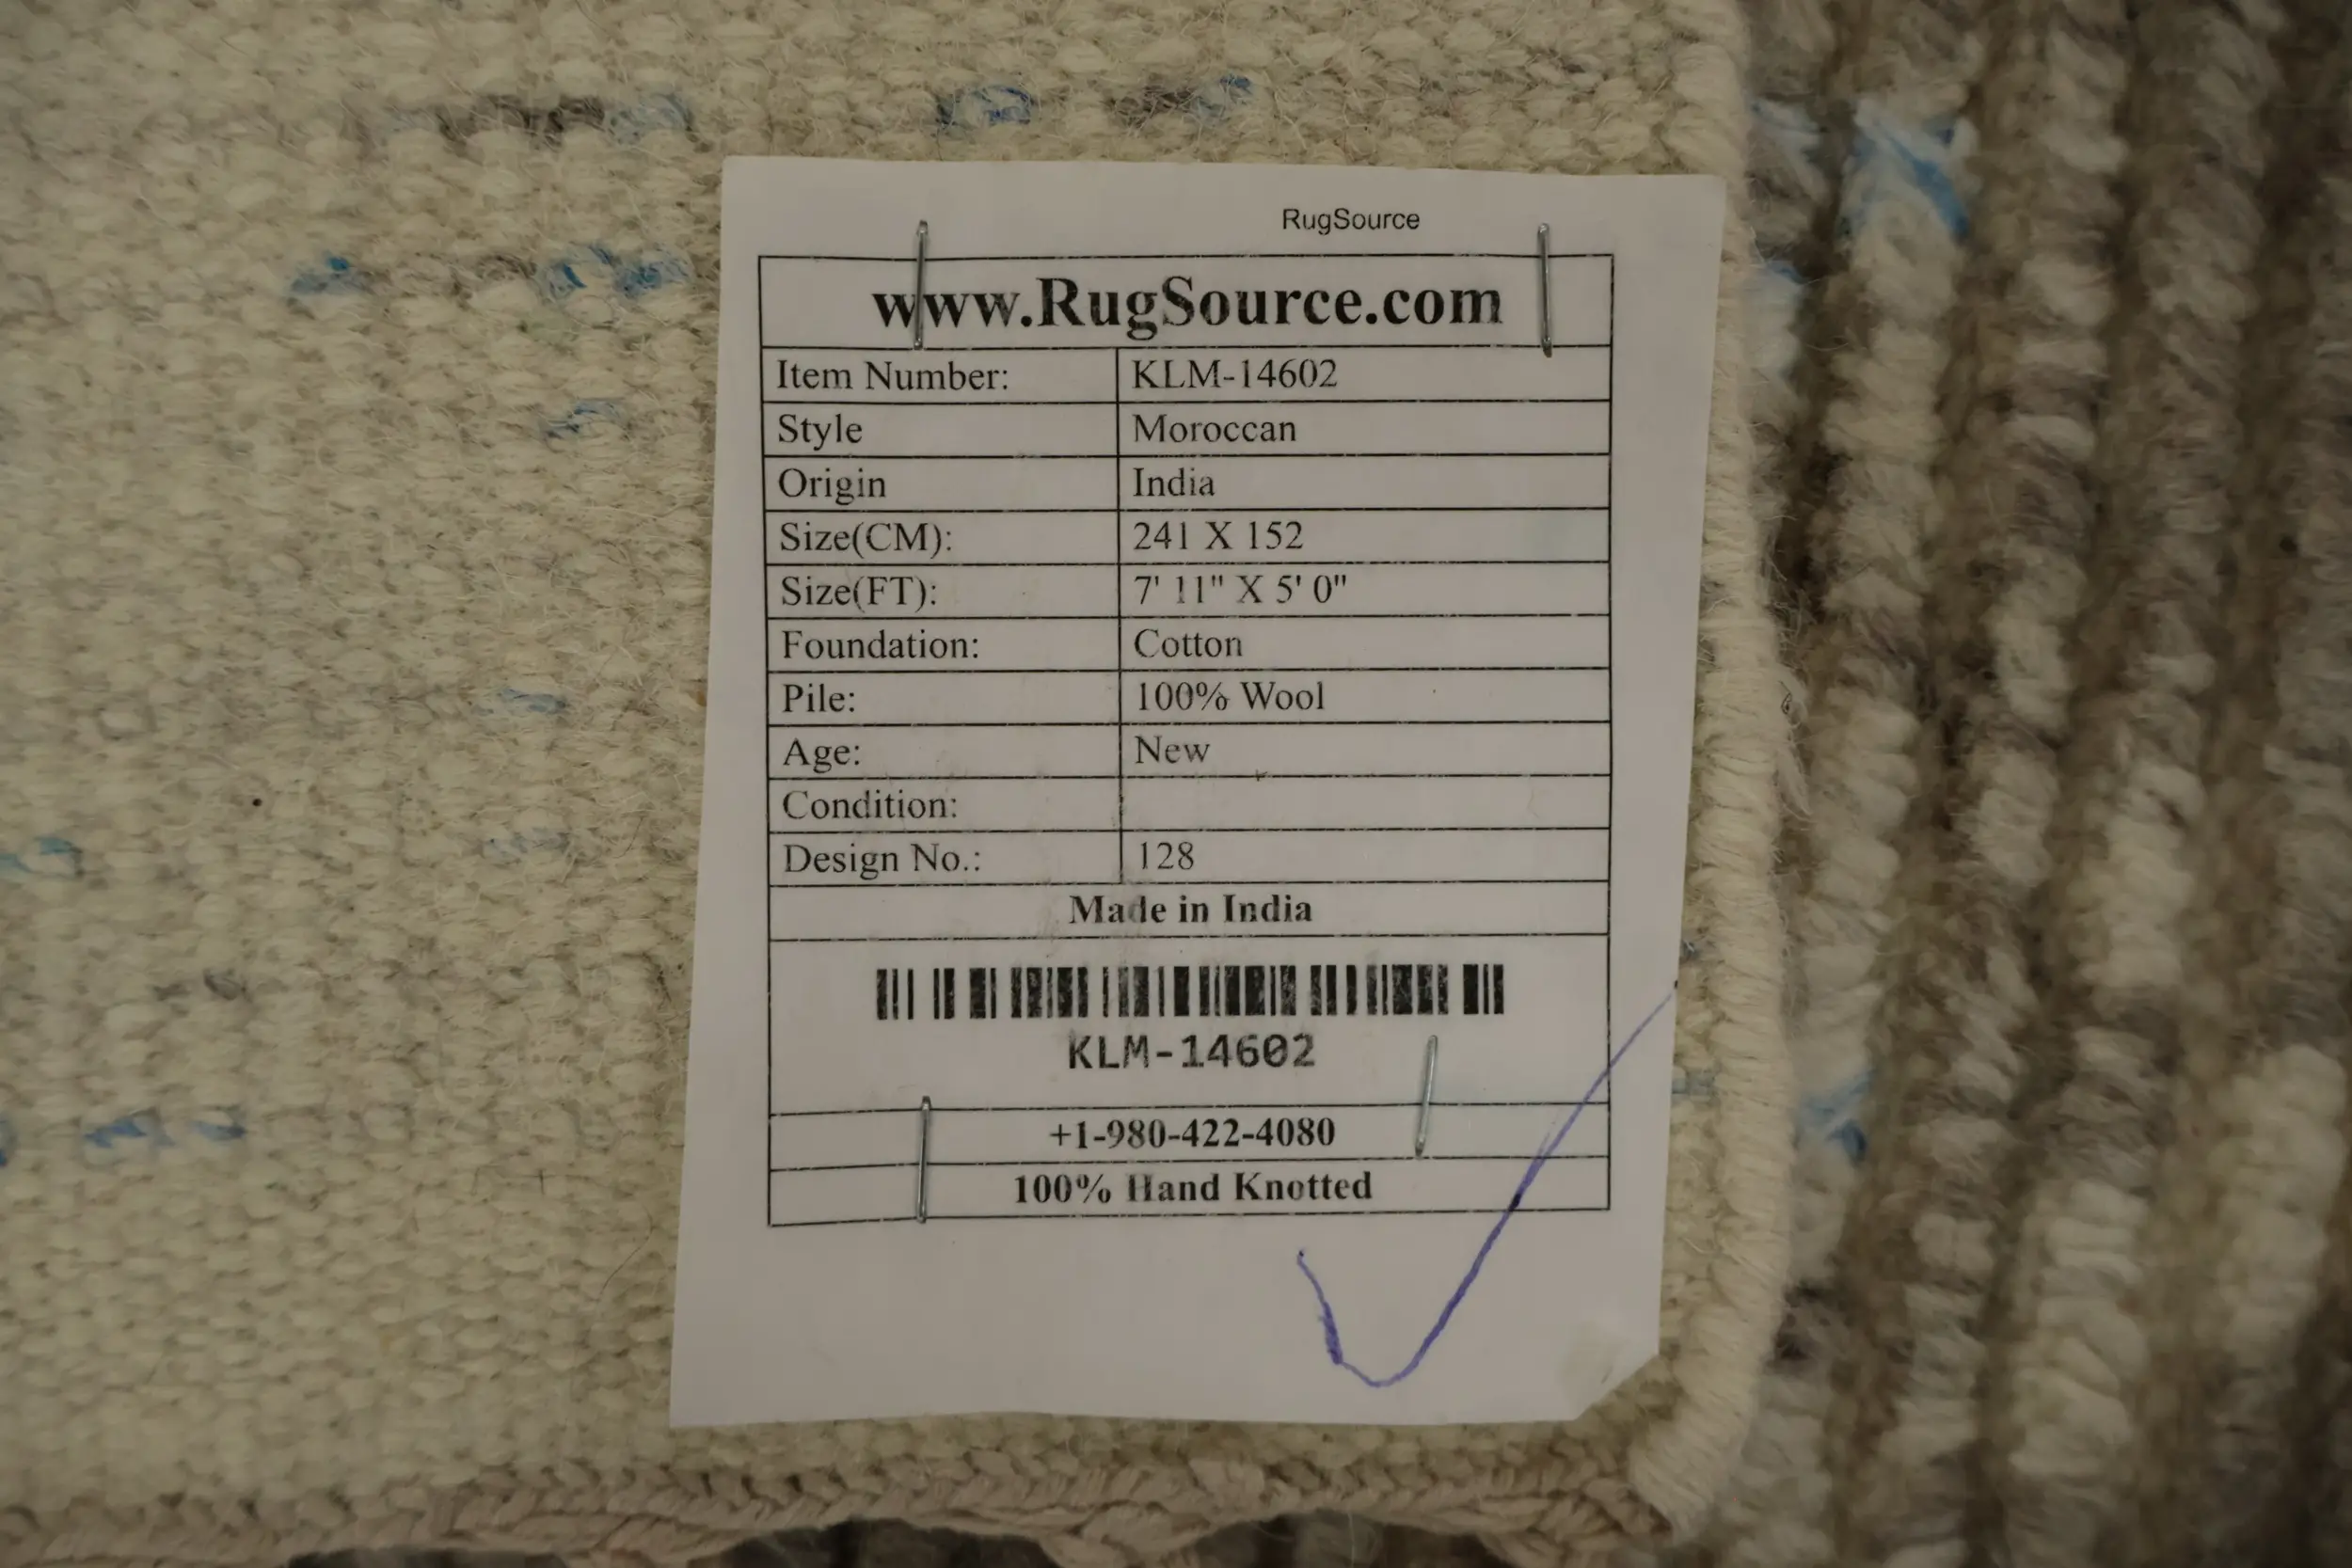 RugSource
www.RugSource.com
Item Number: KLM-14602
Style Moroccan
Origin India
Size(CM): 241 X 152
Size(FT): 7' 11" X 5' 0"
Foundation: Cotton
Pile: 100% Wool
Age: New
Condition:
Design No.: 128
Made in India
KLM-14602
+1-980-422-4080
100% Hand Knotted